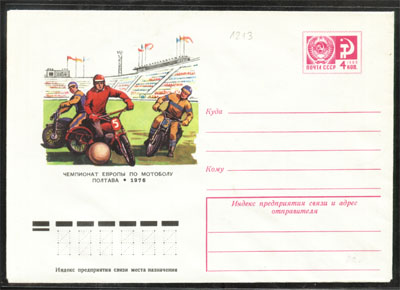 1213
ПОЧТА СССР
4
КОП.
5
Куда
ЧЕМПИОНАТ ЕВРОПЫ ПО МОТОБОЛУ
ПОЛТАВА • 1976
Кому
Индекс предприятия связи и адрес
отправителя
Индекс предприятия связи места назначения